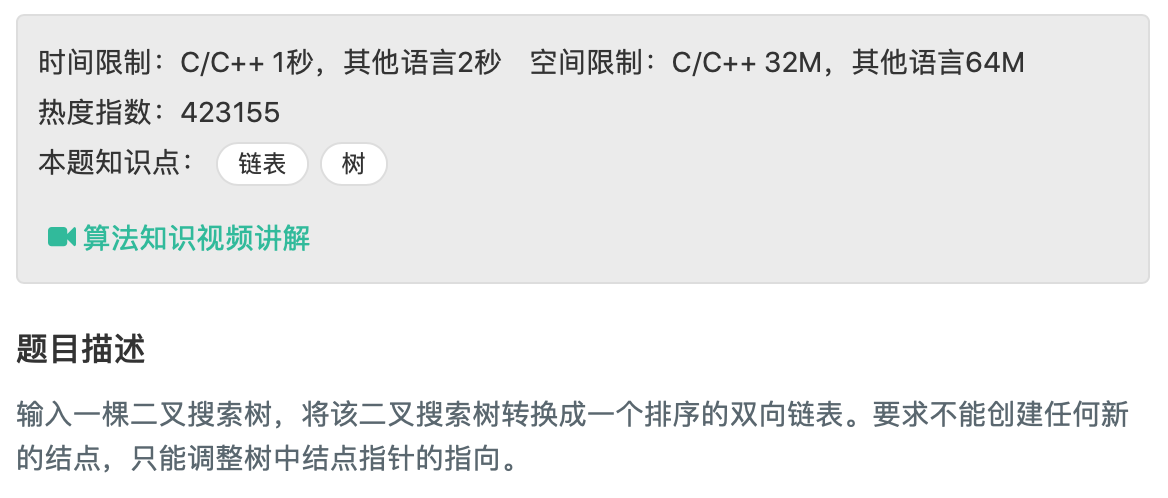 时间限制：C/C++ 1秒，其他语言2秒 空间限制：C/C++ 32M，其他语言64M
热度指数：423155
本题知识点： 链表 树
算法知识视频讲解
题目描述
输入一棵二叉搜索树，将该二叉搜索树转换成一个排序的双向链表。要求不能创建任何新
的结点，只能调整树中结点指针的指向。